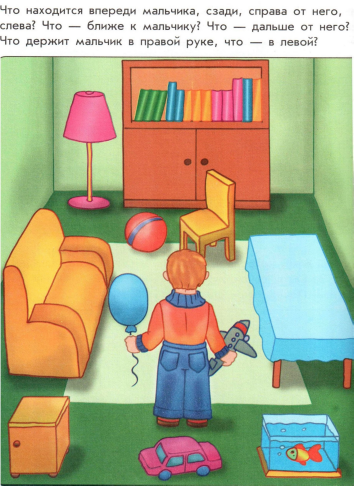 Что находится впереди мальчика, сзади, справа от него,
слева? Что — ближе к мальчику? Что — дальше от него?
Что держит мальчик в правой руке, что — в левой?